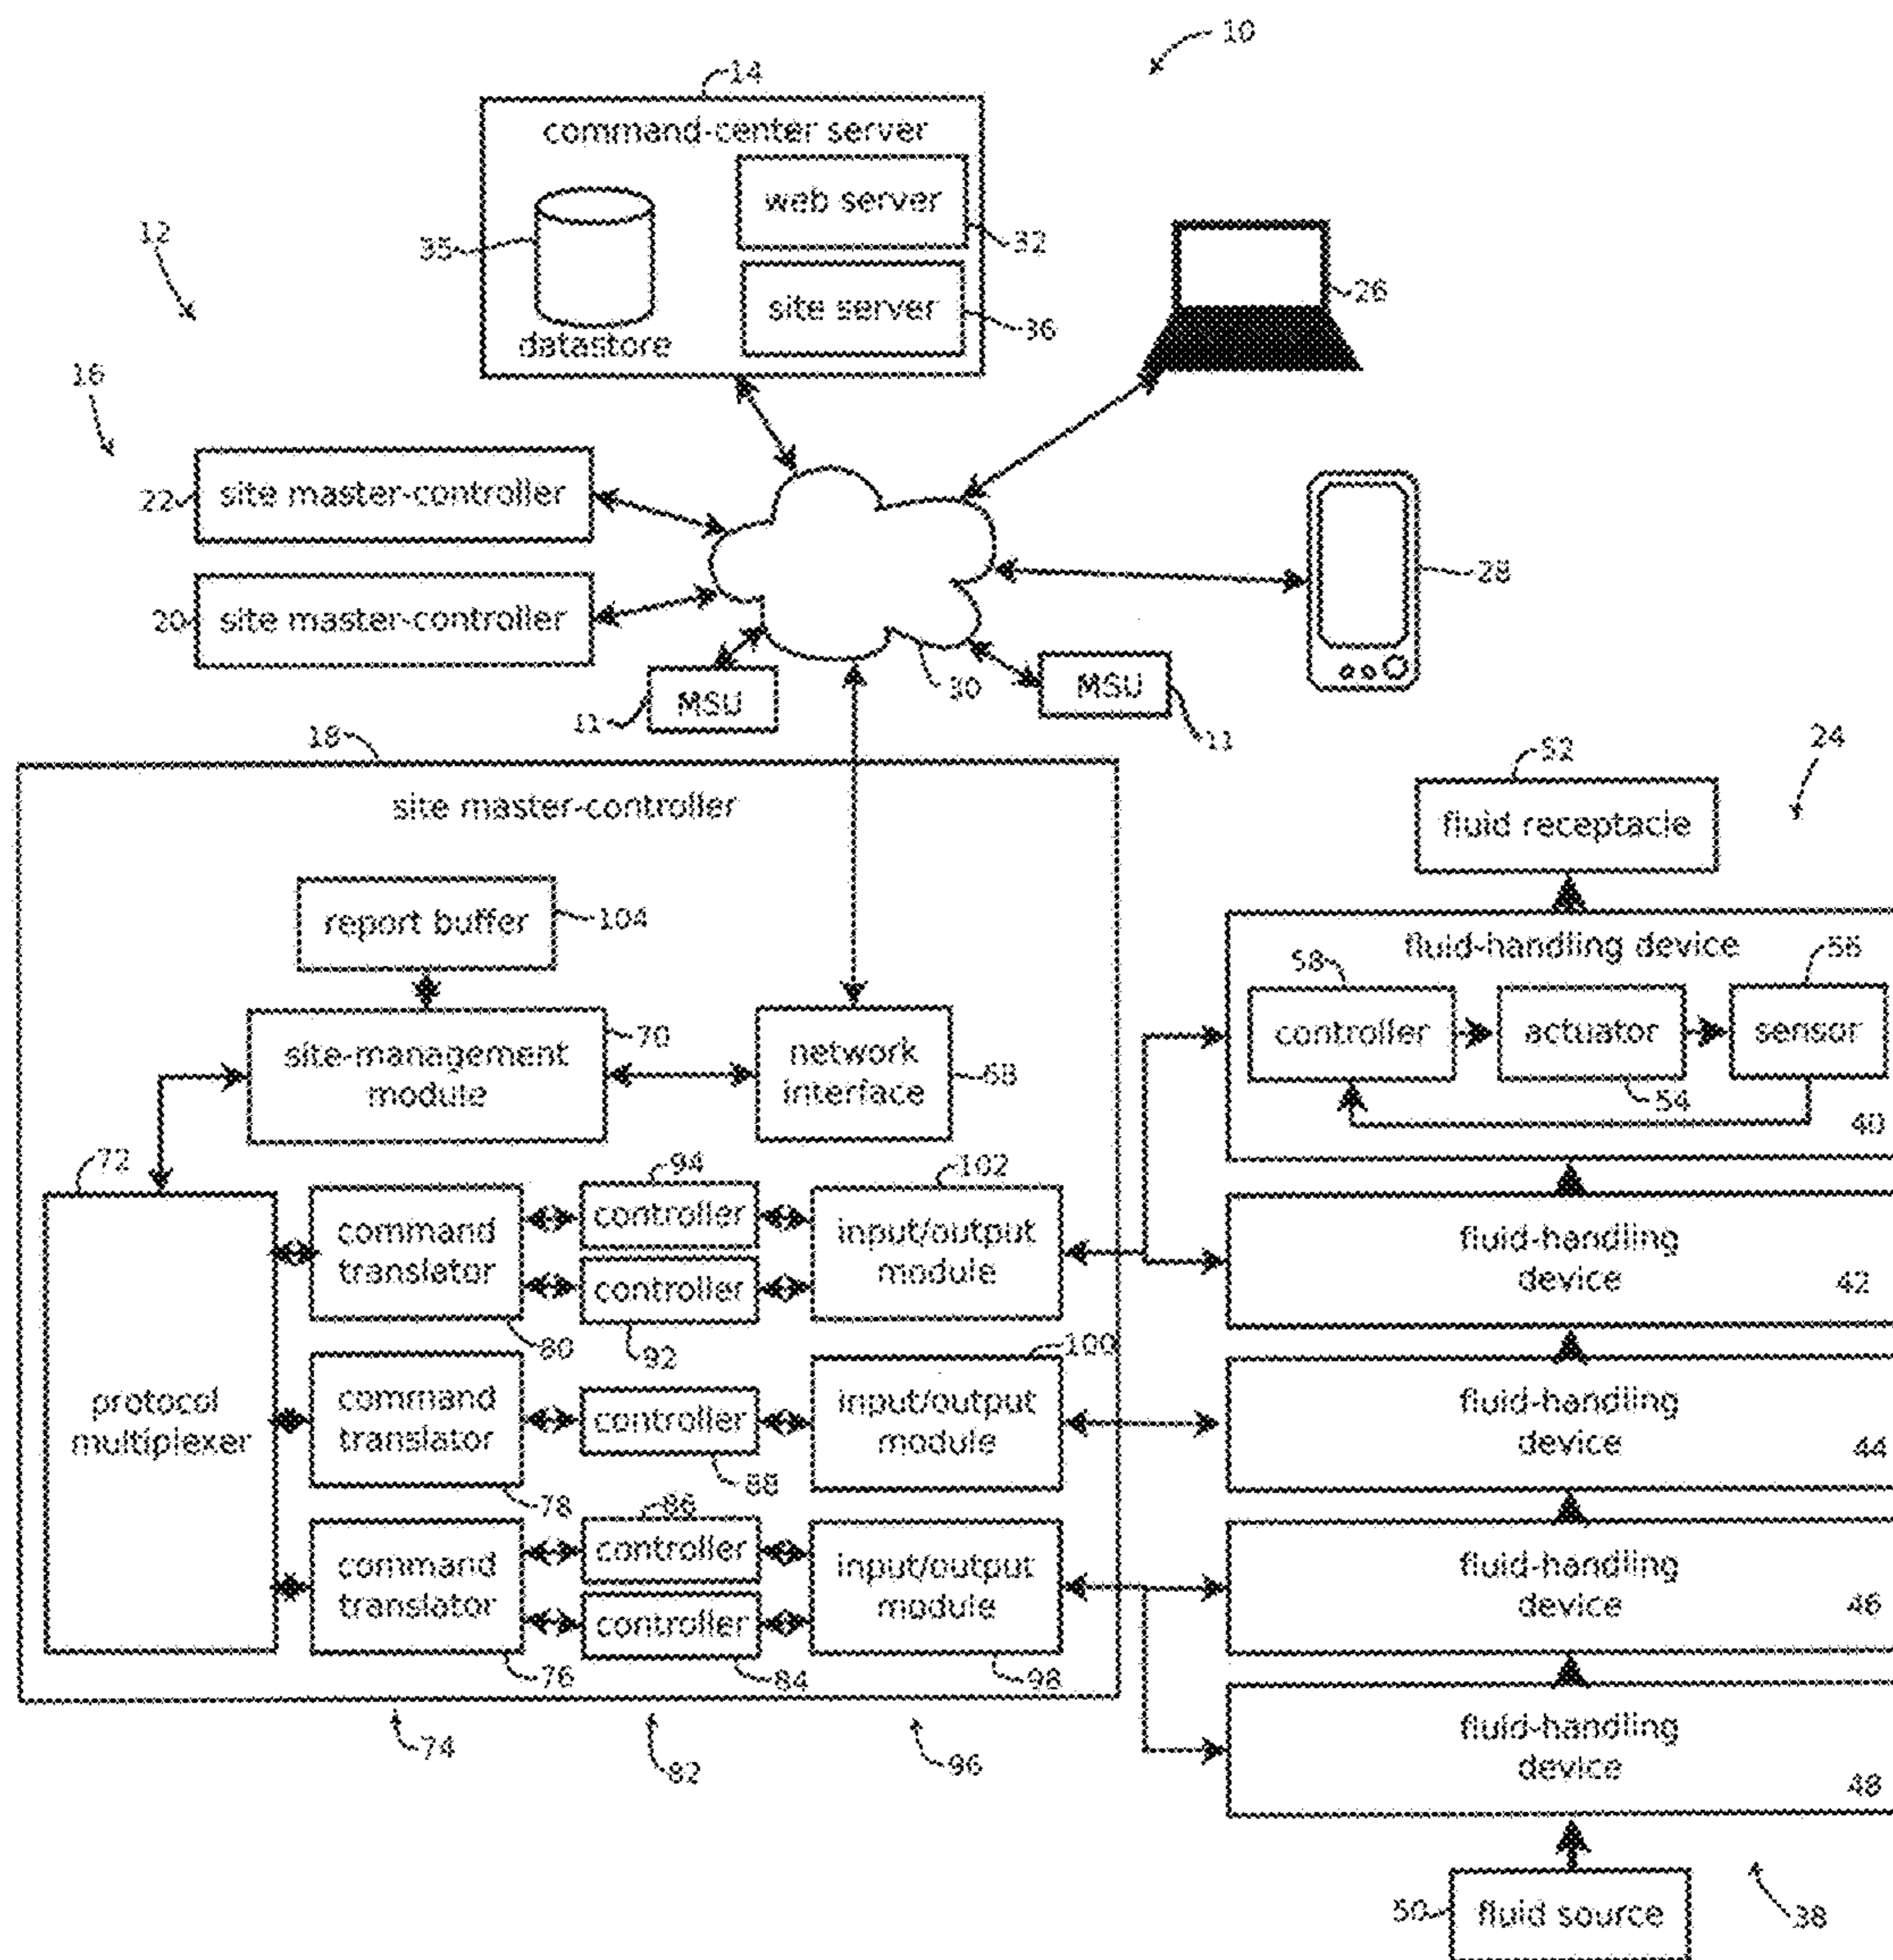 10
14
command-center server
web server
12
35
32
site server
26
36
datastore
16
22
site master-controller
28
20
site master-controller
30
MSU
11
MSU
11
18
52
24
site master-controller
fluid receptacle
report buffer
104
fluid-handling device
58
56
site-management
module
70
network
interface
68
controller
actuator
sensor
54
40
72
94
102
command
translator
controller
input/output
module
fluid-handling
device
controller
42
80
92
100
protocol
multiplexer
command
translator
controller
input/output
module
fluid-handling
device
44
88
78
86
command
translator
controller
input/output
module
fluid-handling
device
46
controller
76
84
98
fluid-handling
device
74
82
96
48
50
fluid source
38